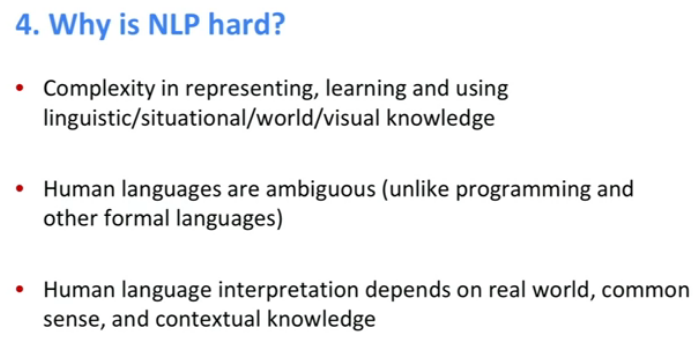 4. Why is NLP hard?
• Complexity in representing, learning and using
linguistic/situational/world/visual knowledge
• Human languages are ambiguous (unlike programming and
other formal languages)
• Human language interpretation depends on real world, common
sense, and contextual knowledge